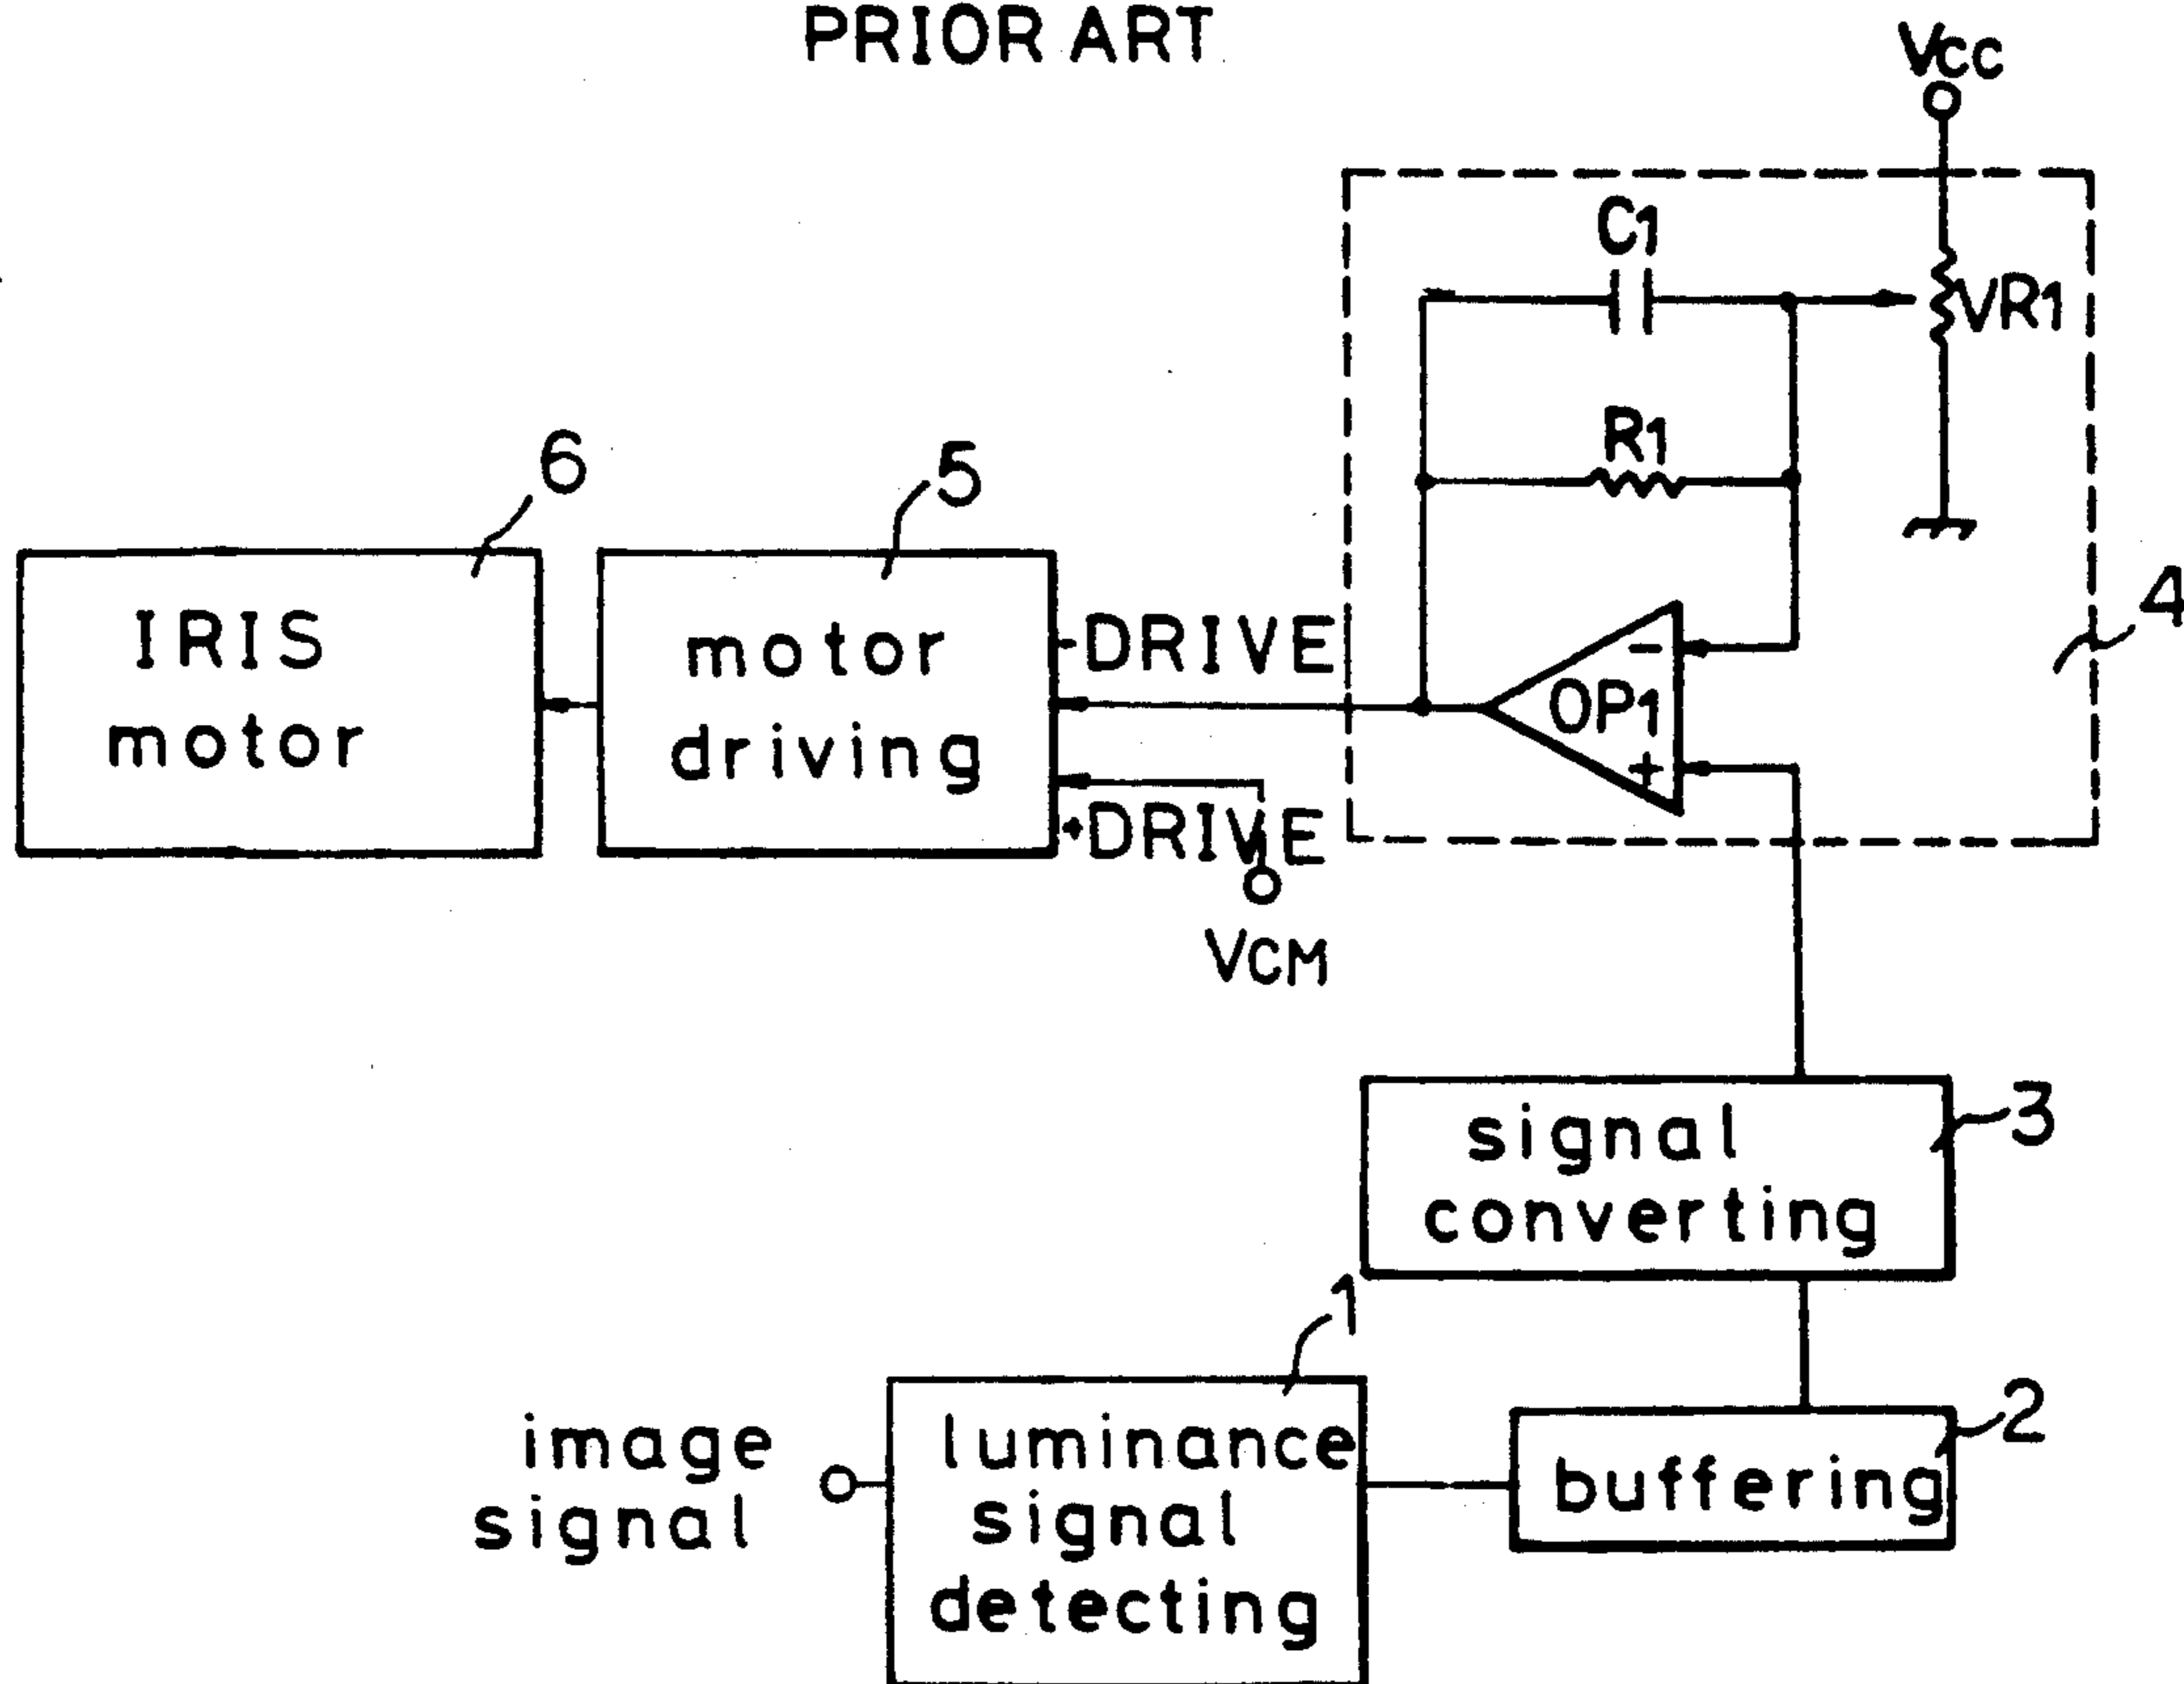 PRIOR ART
VCC
C1
VR1
R1
6
5
4
IRIS
motor
motor
driving
-DRIVE
+DRIVE
-
OP1
+
VCM
signal
converting
3
1
2
image
signal
luminance
signal
detecting
buffering